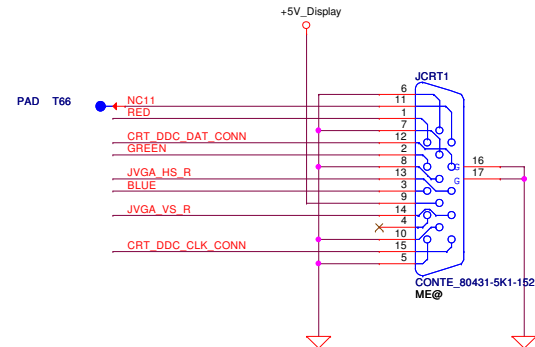 +5V_Display
JCRT1
6
PAD T66
NC11
11
RED
1
7
CRT_DDC_DAT_CONN
12
GREEN
2
8
G
16
JVGA_HS_R
13
G
17
BLUE
3
9
JVGA_VS_R
14
4
10
CRT_DDC_CLK_CONN
15
5
CONTE_80431-5K1-152
ME@